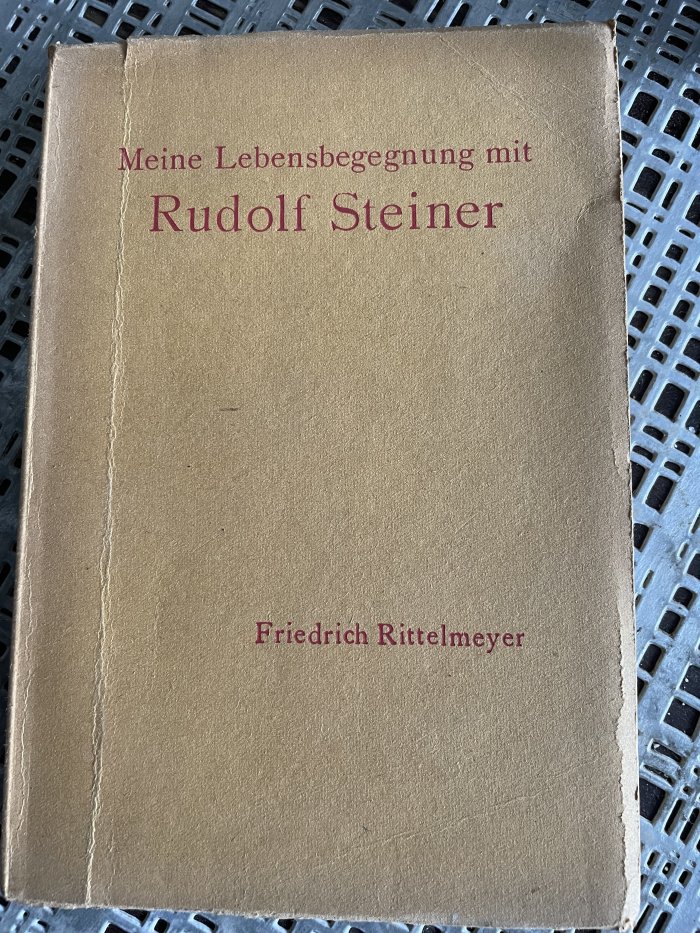 Meine Lebensbegegnung mit
Rudolf Steiner
Friedrich Rittelmeyer